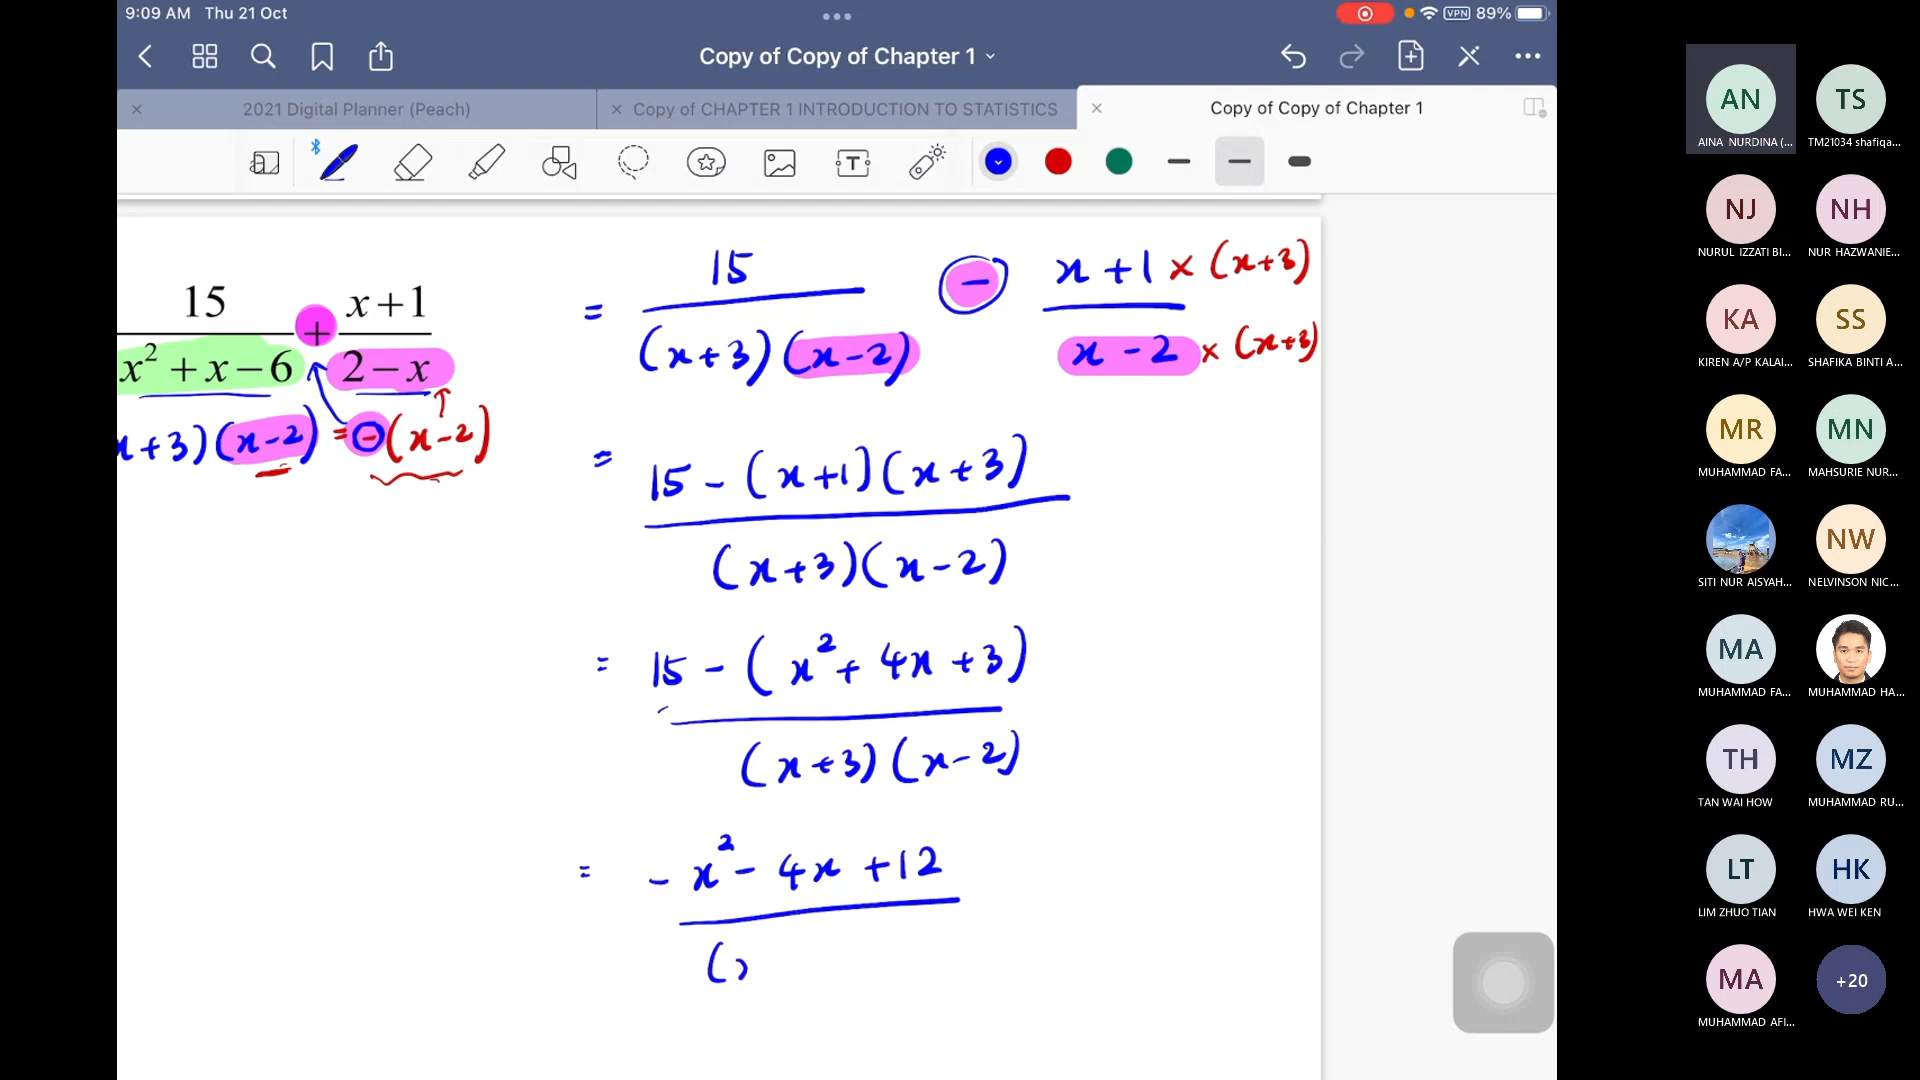 9:09 AM Thu 21 Oct
VPN 89%
Copy of Copy of Chapter 1
2021 Digital Planner (Peach)
Copy of CHAPTER 1 INTRODUCTION TO STATISTICS
Copy of Copy of Chapter 1
15/(x² + x − 6) + (x + 1)/(2 − x)
x+3)(x-2) = -(x-2)
= 15/((x+3)(x-2)) − (x+1 × (x+3))/(x-2 × (x+3))
= (15 - (x+1)(x+3))/((x+3)(x-2))
= (15 - (x² + 4x + 3))/((x+3)(x-2))
= (-x² - 4x + 12)/(
AN TS
AINA NURDINA (... TM21034 shafiqa...
NJ NH
NURUL IZZATI BI... NUR HAZWANIE...
KA SS
KIREN A/P KALAI... SHAFIKA BINTI A...
MR MN
MUHAMMAD FA... MAHSURIE NUR...
NW
SITI NUR AISYAH... NELVINSON NIC...
MA
MUHAMMAD FA... MUHAMMAD HA...
TH MZ
TAN WAI HOW MUHAMMAD RU...
LT HK
LIM ZHUO TIAN HWA WEI KEN
MA +20
MUHAMMAD AFI...